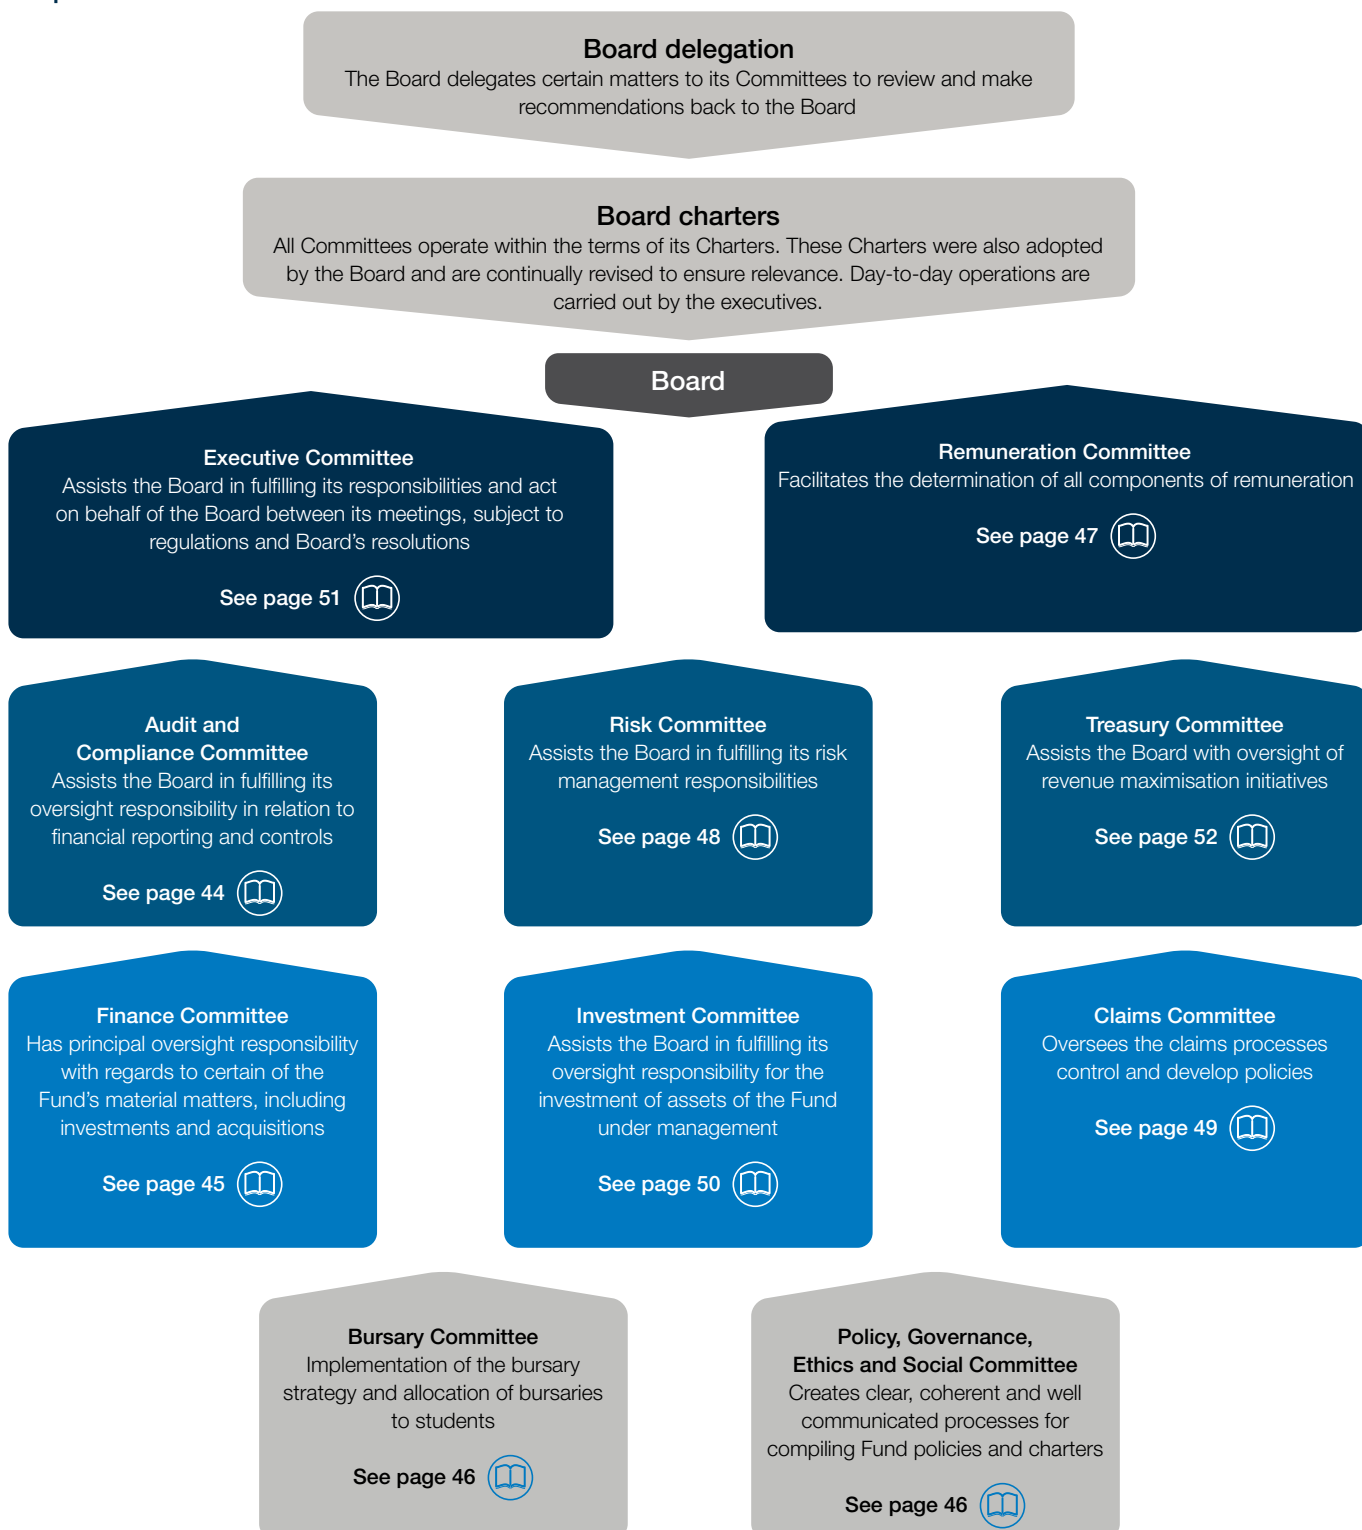 Board delegation
The Board delegates certain matters to its Committees to review and make
recommendations back to the Board
Board charters
All Committees operate within the terms of its Charters. These Charters were also adopted
by the Board and are continually revised to ensure relevance. Day-to-day operations are
carried out by the executives.
Board
Executive Committee
Assists the Board in fulfilling its responsibilities and act
on behalf of the Board between its meetings, subject to
regulations and Board's resolutions
See page 51
Remuneration Committee
Facilitates the determination of all components of remuneration
See page 47
Audit and
Compliance Committee
Assists the Board in fulfilling its
oversight responsibility in relation to
financial reporting and controls
See page 44
Risk Committee
Assists the Board in fulfilling its risk
management responsibilities
See page 48
Treasury Committee
Assists the Board with oversight of
revenue maximisation initiatives
See page 52
Finance Committee
Has principal oversight responsibility
with regards to certain of the
Fund's material matters, including
investments and acquisitions
See page 45
Investment Committee
Assists the Board in fulfilling its
oversight responsibility for the
investment of assets of the Fund
under management
See page 50
Claims Committee
Oversees the claims processes
control and develop policies
See page 49
Bursary Committee
Implementation of the bursary
strategy and allocation of bursaries
to students
See page 46
Policy, Governance,
Ethics and Social Committee
Creates clear, coherent and well
communicated processes for
compiling Fund policies and charters
See page 46